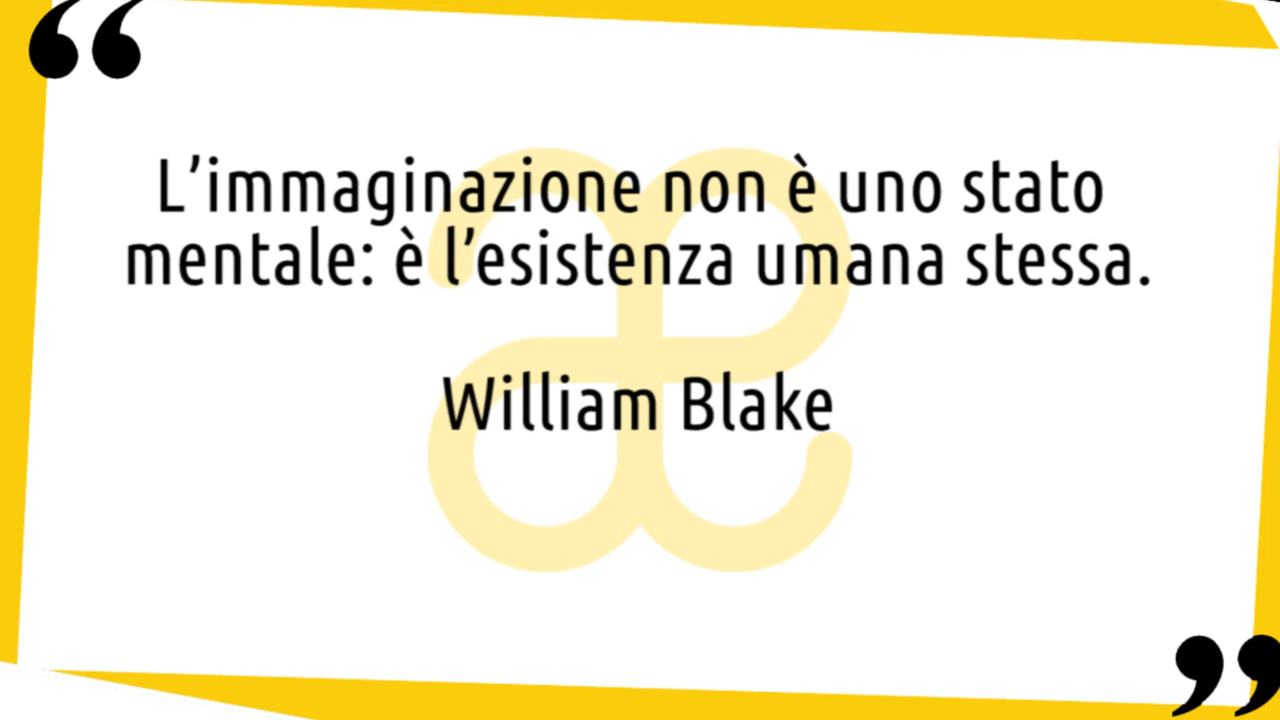 “
L’immaginazione non è uno stato
mentale: è l’esistenza umana stessa.
William Blake
”